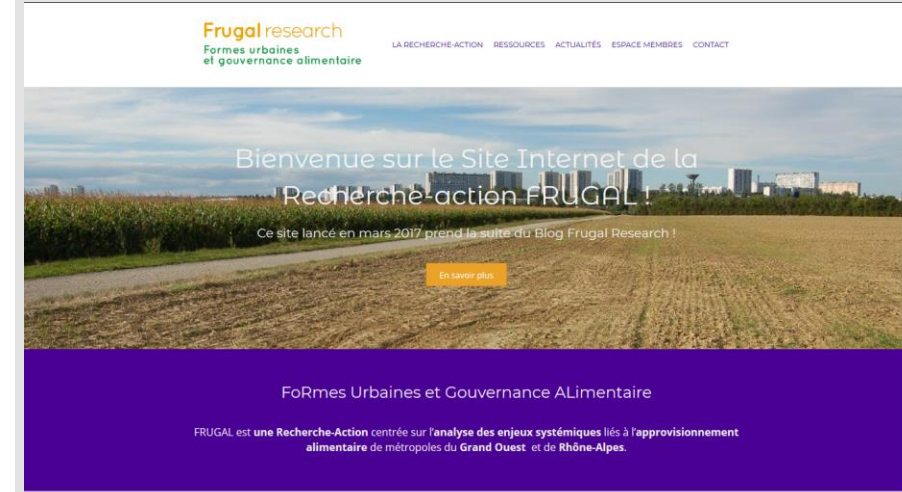 Frugal research
Formes urbaines
et gouvernance alimentaire
LA RECHERCHE-ACTION RESSOURCES ACTUALITÉS ESPACE MEMBRES CONTACT
Bienvenue sur le Site Internet de la
Recherche-action FRUGAL !
Ce site lancé en mars 2017 prend la suite du Blog Frugal Research !
En savoir plus
FoRmes Urbaines et Gouvernance ALimentaire
FRUGAL est une Recherche-Action centrée sur l'analyse des enjeux systémiques liés à l'approvisionnement
alimentaire de métropoles du Grand Ouest et de Rhône-Alpes.